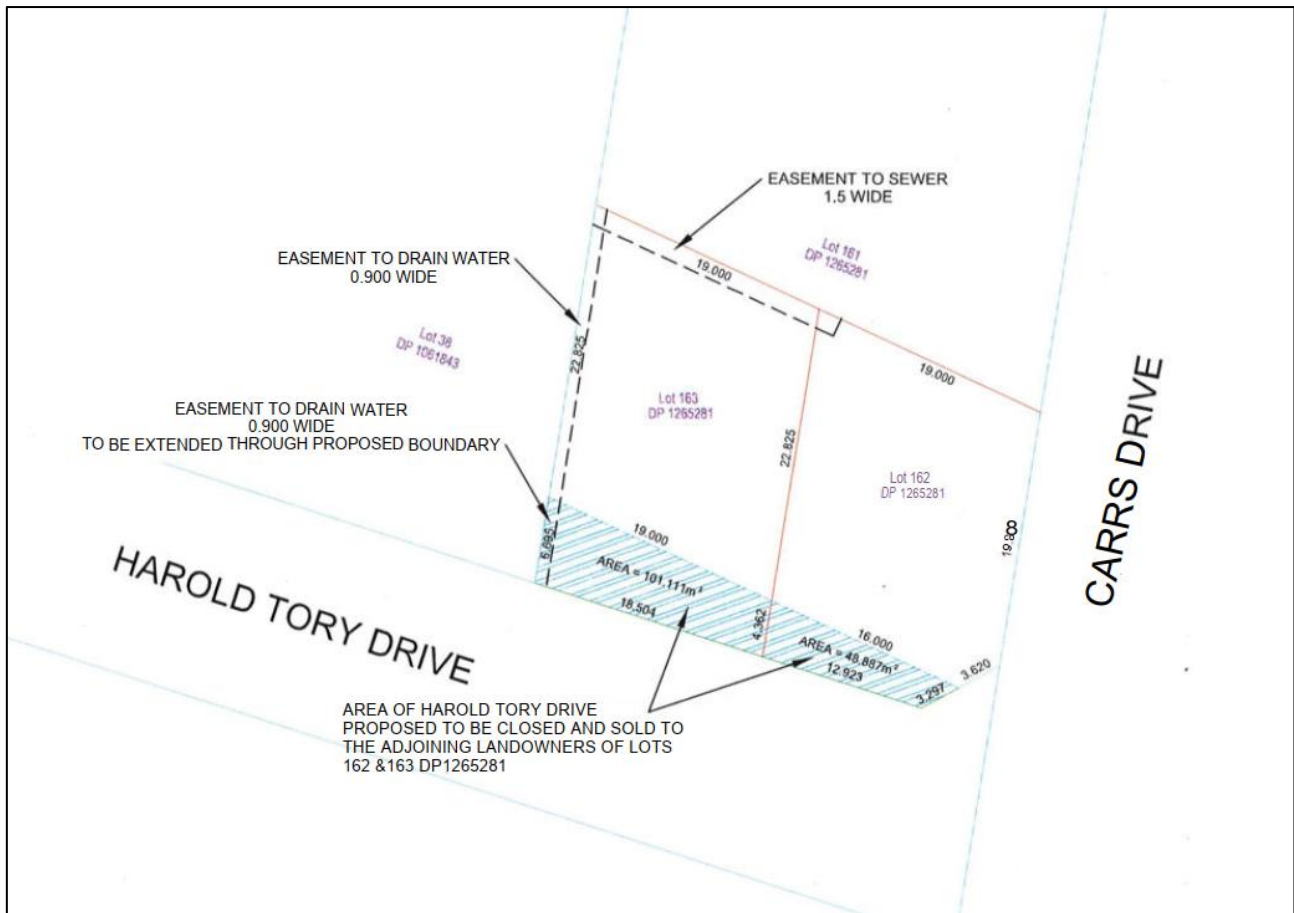 EASEMENT TO SEWER
1.5 WIDE
Lot 161
DP 1265281
EASEMENT TO DRAIN WATER
0.900 WIDE
19.000
Lot 38
DP 1061843
22.825
19.000
EASEMENT TO DRAIN WATER
0.900 WIDE
TO BE EXTENDED THROUGH PROPOSED BOUNDARY
Lot 163
DP 1265281
22.825
Lot 162
DP 1265281
19.800
CARRS DRIVE
HAROLD TORY DRIVE
6.695
19.000
AREA = 101.111m²
18.504
4.362
16.000
AREA = 48.887m²
12.923
3.297
3.620
AREA OF HAROLD TORY DRIVE
PROPOSED TO BE CLOSED AND SOLD TO
THE ADJOINING LANDOWNERS OF LOTS
162 &163 DP1265281